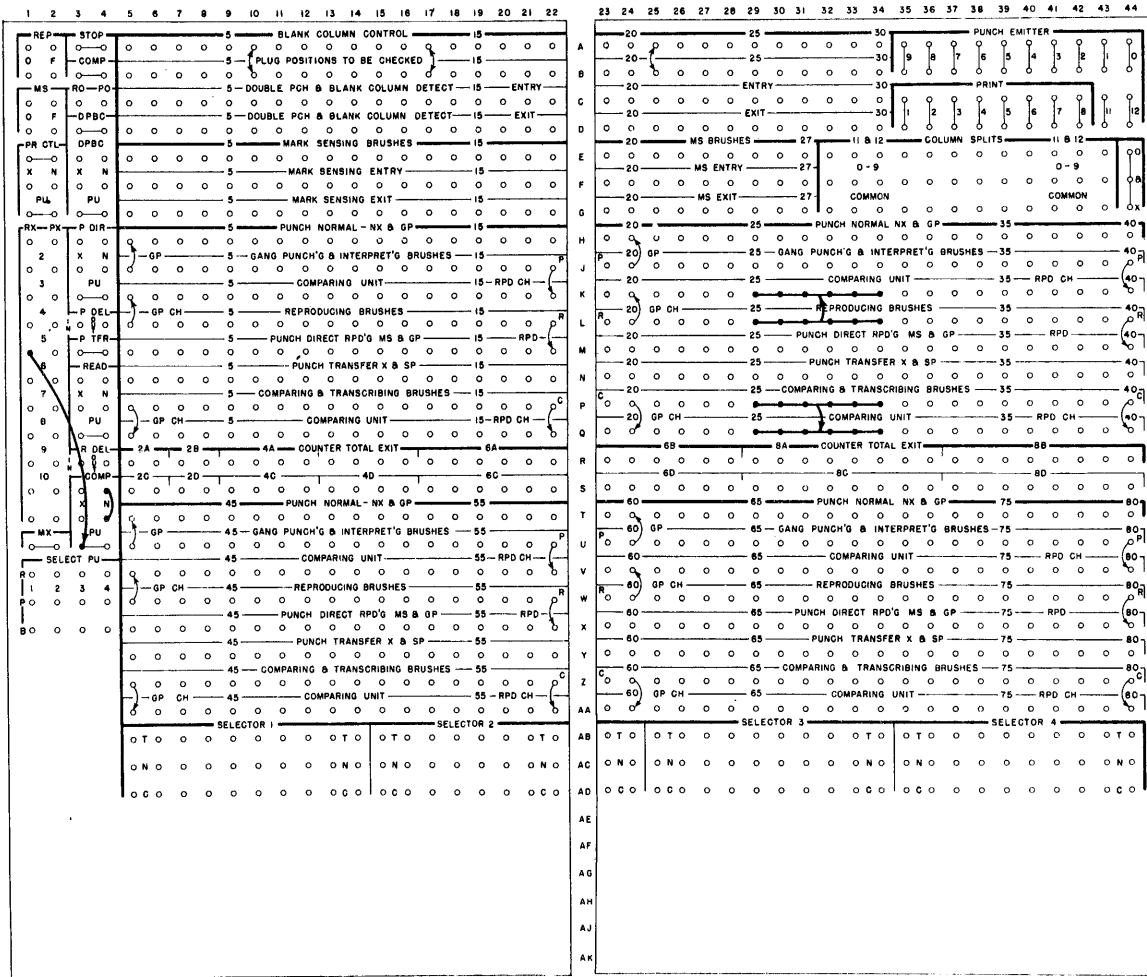 1 2 3 4 5 6 7 8 9 10 11 12 13 14 15 16 17 18 19 20 21 22 23 24 25 26 27 28 29 30 31 32 33 34 35 36 37 38 39 40 41 42 43 44
REP STOP 5 BLANK COLUMN CONTROL 15 20 25 30 PUNCH EMITTER
A
O F COMP 5 PLUG POSITIONS TO BE CHECKED 15 20 25 30 9 8 7 6 5 4 3 2 1 0
B
MS RO PO 5 DOUBLE PCH & BLANK COLUMN DETECT 15 ENTRY 20 ENTRY 30 PRINT
C
O F DPBC 5 DOUBLE PCH & BLANK COLUMN DETECT 15 EXIT 20 EXIT 30 1 2 3 4 5 6 7 8 11 12
D
PR CTL DPBC 5 MARK SENSING BRUSHES 15 20 MS BRUSHES 27 11 & 12 COLUMN SPLITS 11 & 12
E
X N X N 5 MARK SENSING ENTRY 15 20 MS ENTRY 27 0-9 0-9 O & X
F
PU PU 5 MARK SENSING EXIT 15 20 MS EXIT 27 COMMON COMMON
G
RX PX P DIR 5 PUNCH NORMAL-NX & GP 15 20 25 PUNCH NORMAL NX & GP 35 40
H
2 X N GP 5 GANG PUNCH'G & INTERPRET'G BRUSHES 15 P P 20 GP 25 GANG PUNCH'G & INTERPRET'G BRUSHES 35 40 P
J
3 PU 5 COMPARING UNIT 15 RPD CH 20 25 COMPARING UNIT 35 RPD CH 40
K
4 P DEL GP CH 5 REPRODUCING BRUSHES 15 R R 20 GP CH 25 REPRODUCING BRUSHES 35 40 R
L
IN OUT
5 P TFR 5 PUNCH DIRECT RPD'G MS & GP 15 RPD 20 25 PUNCH DIRECT RPD'G MS & GP 35 RPD 40
M
6 READ 5 PUNCH TRANSFER X & SP 15 20 25 PUNCH TRANSFER X & SP 35 40
N
7 X N 5 COMPARING & TRANSCRIBING BRUSHES 15 20 25 COMPARING & TRANSCRIBING BRUSHES 35 40
P
8 PU GP CH 5 COMPARING UNIT 15 RPD CH C C 20 GP CH 25 COMPARING UNIT 35 RPD CH 40 C
Q
9 R DEL 2A 2B 4A COUNTER TOTAL EXIT 6A 6B 8A COUNTER TOTAL EXIT 8B
R
IN OUT
10 COMP 2C 2D 4C 4D 6C 6D 8C 8D
S
X N 45 PUNCH NORMAL-NX & GP 55 60 65 PUNCH NORMAL NX & GP 75 80
T
MX PU GP 45 GANG PUNCH'G & INTERPRET'G BRUSHES 55 P P 60 GP 65 GANG PUNCH'G & INTERPRET'G BRUSHES 75 80 P
U
SELECT PU 45 COMPARING UNIT 55 RPD CH 60 65 COMPARING UNIT 75 RPD CH 80
R V
1 2 3 4 GP CH 45 REPRODUCING BRUSHES 55 R R 60 GP CH 65 REPRODUCING BRUSHES 75 80 R
P W
45 PUNCH DIRECT RPD'G MS & GP 55 RPD 60 65 PUNCH DIRECT RPD'G MS & GP 75 RPD 80
B X
45 PUNCH TRANSFER X & SP 55 60 65 PUNCH TRANSFER X & SP 75 80
Y
45 COMPARING & TRANSCRIBING BRUSHES 55 60 65 COMPARING & TRANSCRIBING BRUSHES 75 80
Z
GP CH 45 COMPARING UNIT 55 RPD CH C C 60 GP CH 65 COMPARING UNIT 75 RPD CH 80 C
AA
SELECTOR 1 SELECTOR 2 SELECTOR 3 SELECTOR 4
T T T T AB T T T T
N N N N AC N N N N
C C C C AD C C C C
AE
AF
AG
AH
AJ
AK